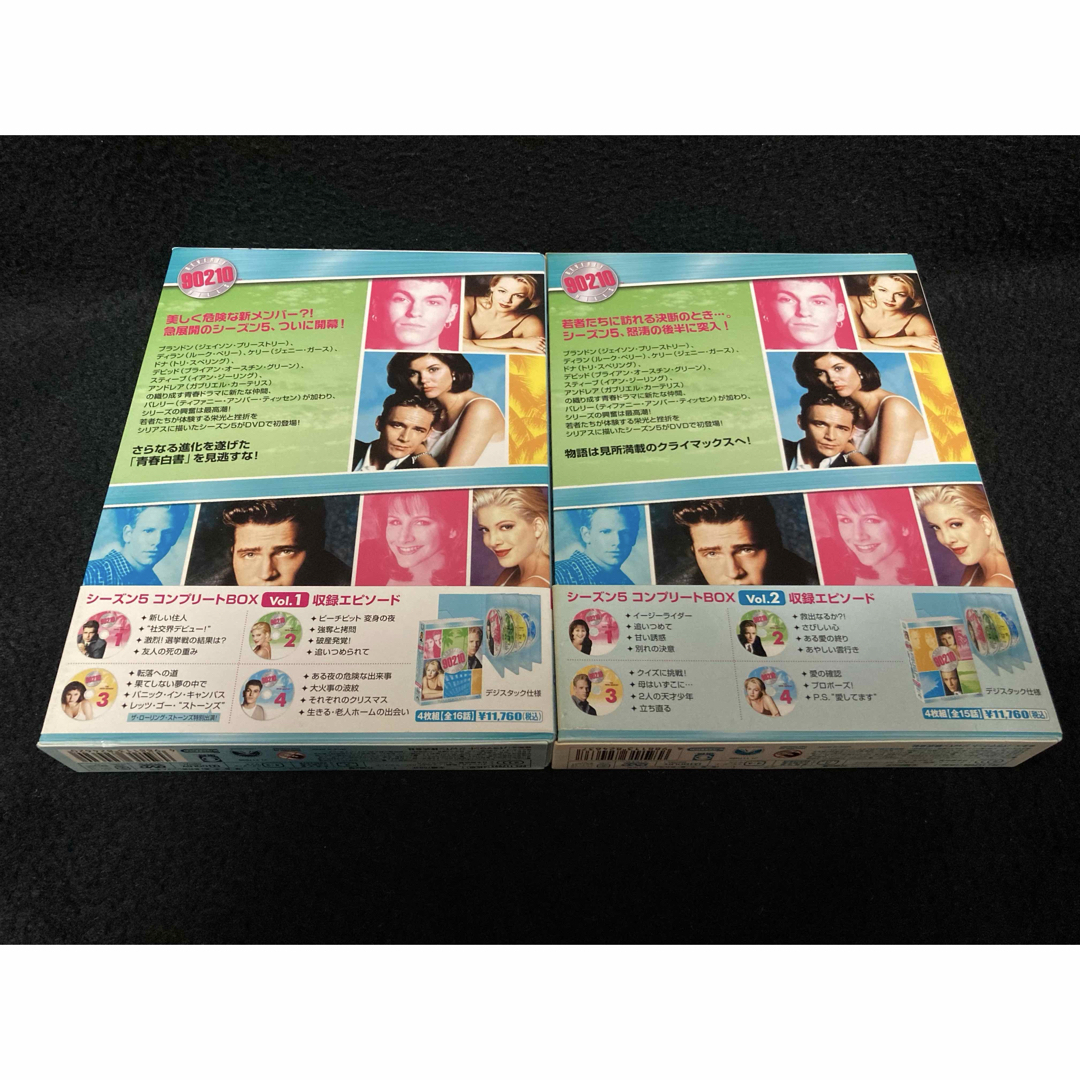 90210
美しく危険な新メンバー?!
急展開のシーズン5、ついに開幕!
ブランドン(ジェイソン・プリーストリー)、
ディラン(ルーク・ペリー)、ケリー(ジェニー・ガース)、
ドナ(トリ・スペリング)、
デビッド(ブライアン・オースチン・グリーン)、
スティーブ(イアン・ジーリング)、
アンドレア(ガブリエル・カーテリス)
の織り成す青春ドラマに新たな仲間、
バレリー(ティファニー・アンバー・ティッセン)が加わり、
シリーズの興奮は最高潮!
若者たちが体験する栄光と挫折を
シリアスに描いたシーズン5がDVDで初登場!
さらなる進化を遂げた
「青春白書」を見逃すな!
シーズン5 コンプリートBOX Vol.1 収録エピソード
1
✦新しい住人
✦"社交界デビュー!"
✦激烈!選挙戦の結果は?
✦友人の死の重み
2
✦ピーチピット 変身の夜
✦強奪と拷問
✦破産発覚!
✦追いつめられて
3
✦転落への道
✦果てしない夢の中で
✦パニック・イン・キャンパス
✦レッツ・ゴー・"ストーンズ"
ザ・ローリング・ストーンズ特別出演!
4
✦ある夜の危険な出来事
✦大火事の波紋
✦それぞれのクリスマス
✦生きる・老人ホームの出会い
90210
デジスタック仕様
4枚組【全16話】¥11,760(税込)
90210
若者たちに訪れる決断のとき…。
シーズン5、怒涛の後半に突入!
ブランドン(ジェイソン・プリーストリー)、
ディラン(ルーク・ペリー)、ケリー(ジェニー・ガース)、
ドナ(トリ・スペリング)、
デビッド(ブライアン・オースチン・グリーン)、
スティーブ(イアン・ジーリング)、
アンドレア(ガブリエル・カーテリス)
の織り成す青春ドラマに新たな仲間、
バレリー(ティファニー・アンバー・ティッセン)が加わり、
シリーズの興奮は最高潮!
若者たちが体験する栄光と挫折を
シリアスに描いたシーズン5がDVDで初登場!
物語は見所満載のクライマックスへ!
シーズン5 コンプリートBOX Vol.2 収録エピソード
1
✦イージーライダー
✦追いつめて
✦甘い誘惑
✦別れの決意
2
✦救出なるか?!
✦さびしい心
✦ある愛の終り
✦あやしい雲行き
3
✦クイズに挑戦!
✦母はいずこに…
✦2人の天才少年
✦立ち直る
4
✦愛の確認
✦プロポーズ!
✦P.S."愛してます"
90210
デジスタック仕様
4枚組【全15話】¥11,760(税込)